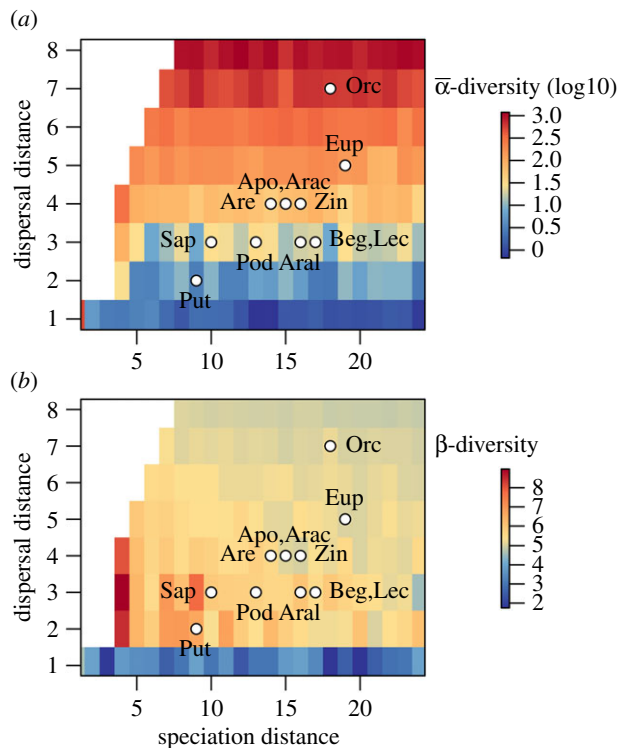 (a)
8
7
6
5
4
3
2
1
dispersal distance
Orc
Eup
Apo,Arac
Are
Zin
Sap
Beg,Lec
Pod Aral
Put
5 10 15 20
α-diversity (log10)
3.0
2.5
2.0
1.5
1.0
0.5
0
(b)
8
7
6
5
4
3
2
1
dispersal distance
Orc
Eup
Apo,Arac
Are
Zin
Sap
Beg,Lec
Pod Aral
Put
5 10 15 20
speciation distance
β-diversity
8
7
6
5
4
3
2